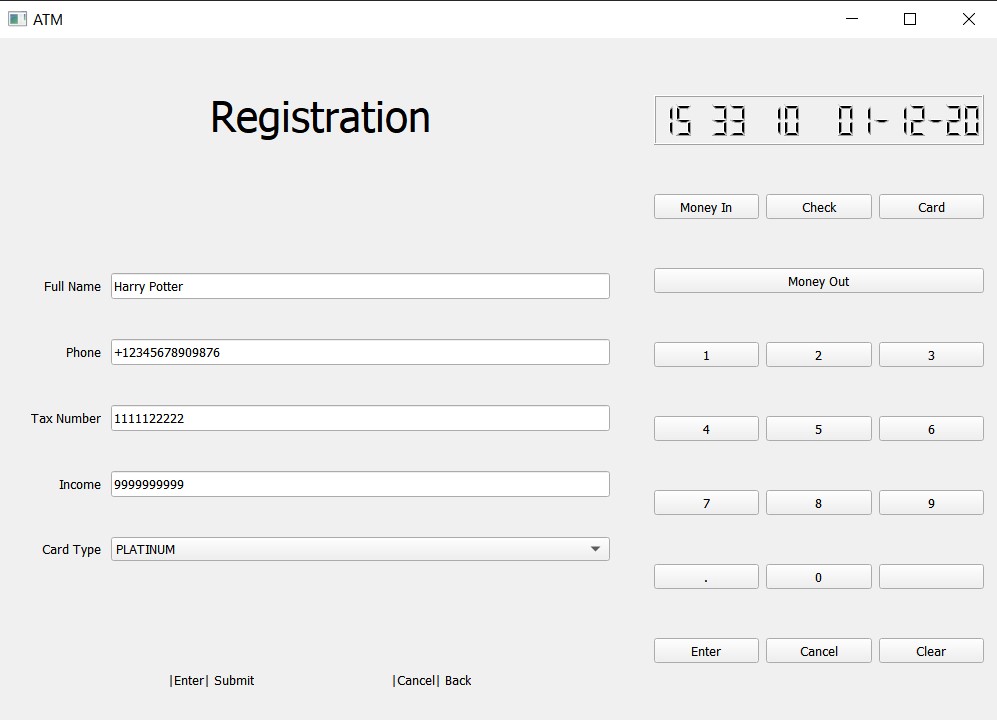 ATM
Registration
15 33 10 01-12-20
Money In Check Card
Full Name Harry Potter
Money Out
Phone +12345678909876
1 2 3
Tax Number 1111122222
4 5 6
Income 9999999999
7 8 9
Card Type PLATINUM
. 0
Enter Cancel Clear
|Enter| Submit |Cancel| Back